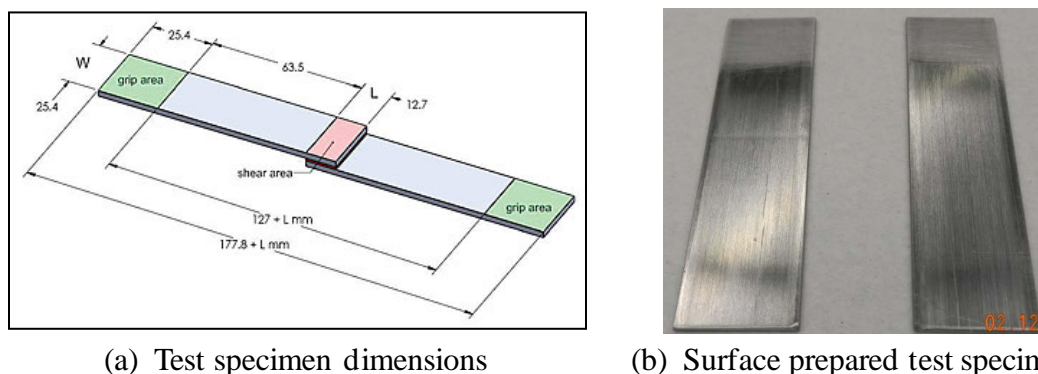 25.4
W
63.5
grip area
L
12.7
25.4
shear area
grip area
127 + L mm
177.8 + L mm
02 12
(a) Test specimen dimensions
(b) Surface prepared test specim